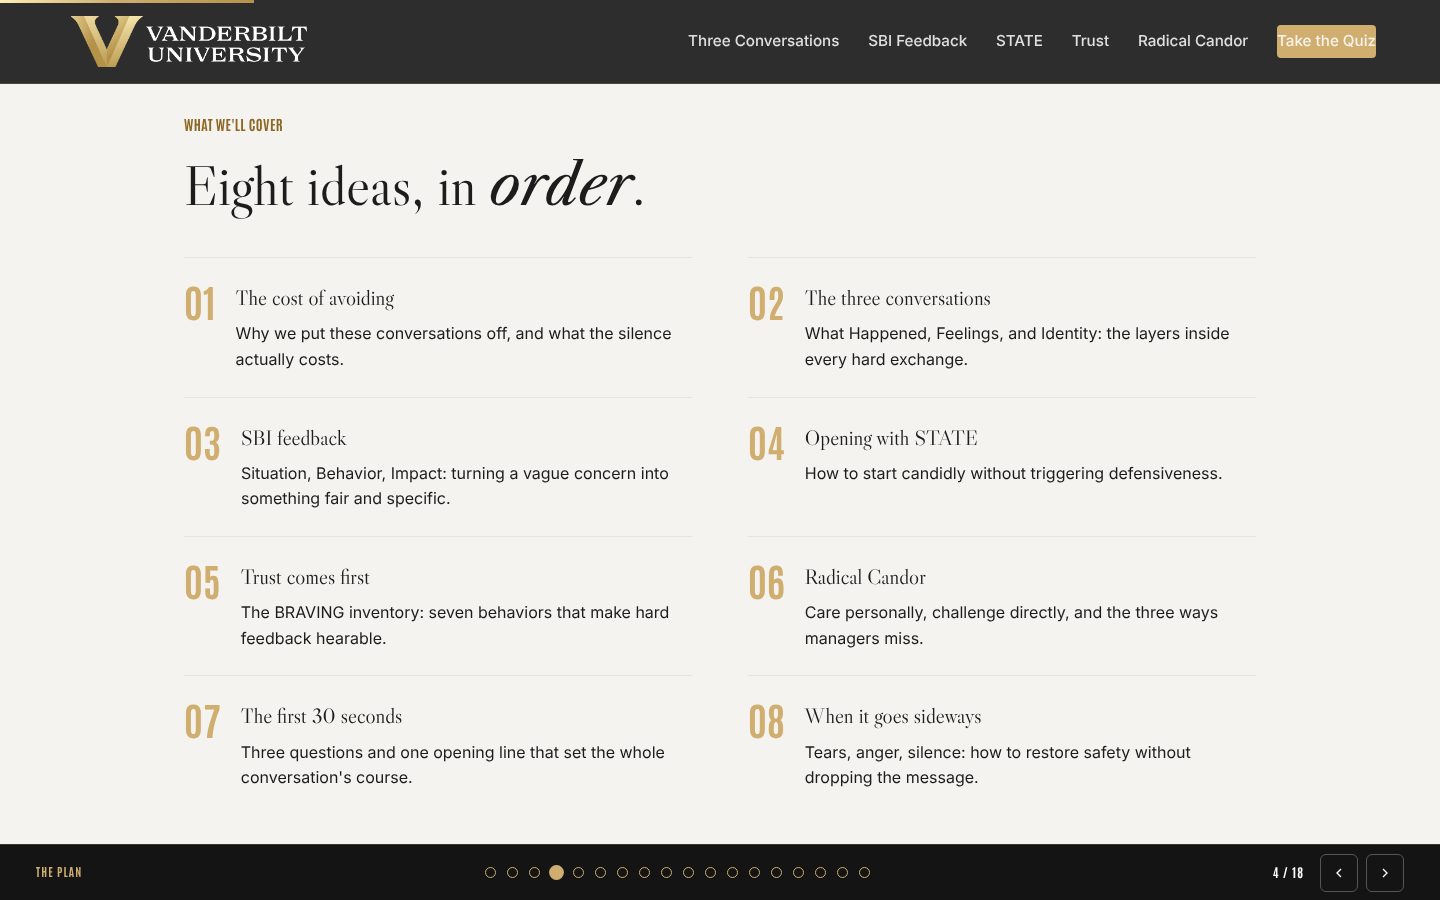 VANDERBILT
UNIVERSITY
Three Conversations
SBI Feedback
STATE
Trust
Radical Candor
Take the Quiz
WHAT WE'LL COVER
Eight ideas, in order.
01
The cost of avoiding
Why we put these conversations off, and what the silence
actually costs.
02
The three conversations
What Happened, Feelings, and Identity: the layers inside
every hard exchange.
03
SBI feedback
Situation, Behavior, Impact: turning a vague concern into
something fair and specific.
04
Opening with STATE
How to start candidly without triggering defensiveness.
05
Trust comes first
The BRAVING inventory: seven behaviors that make hard
feedback hearable.
06
Radical Candor
Care personally, challenge directly, and the three ways
managers miss.
07
The first 30 seconds
Three questions and one opening line that set the whole
conversation's course.
08
When it goes sideways
Tears, anger, silence: how to restore safety without
dropping the message.
THE PLAN
4 / 18